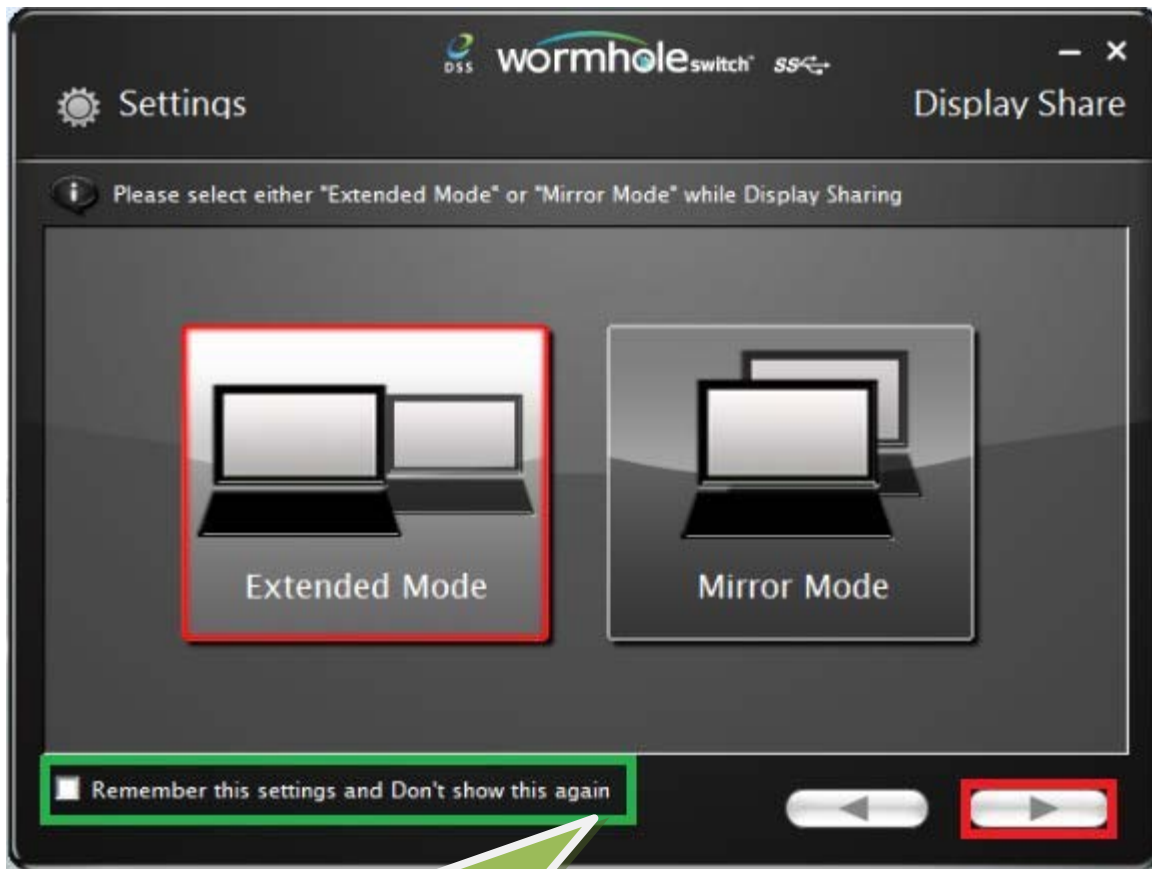 DSS wormhole switch SS
Settings
Display Share
Please select either "Extended Mode" or "Mirror Mode" while Display Sharing
Extended Mode
Mirror Mode
Remember this settings and Don't show this again